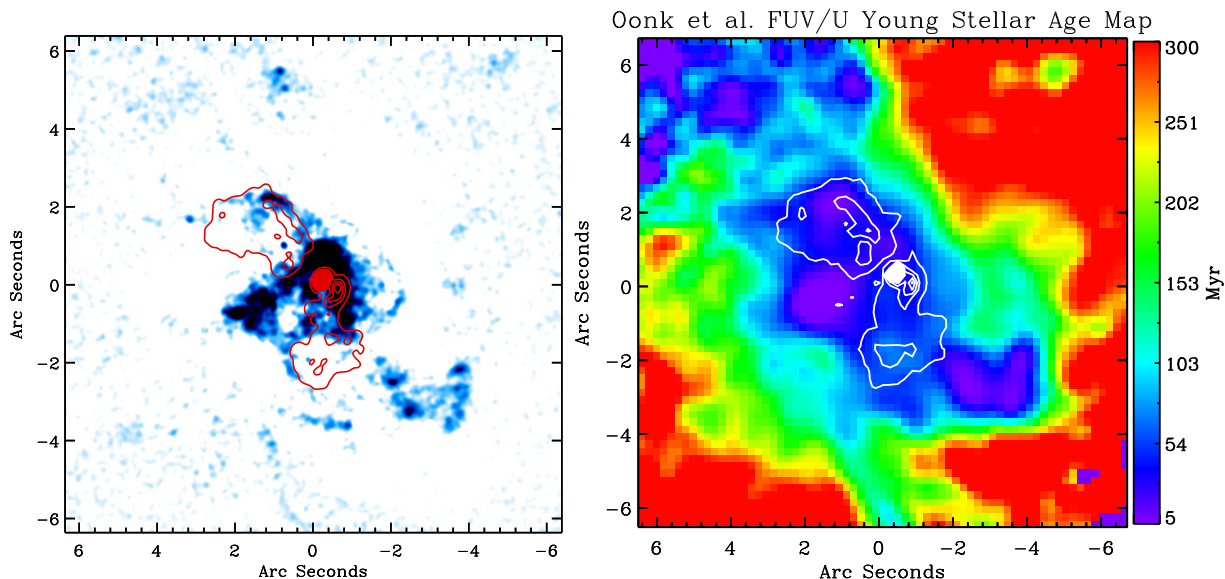 Oonk et al. FUV/U Young Stellar Age Map
6
4
2
0
−2
−4
−6
6 4 2 0 −2 −4 −6
Arc Seconds
Arc Seconds
6
4
2
0
−2
−4
−6
6 4 2 0 −2 −4 −6
Arc Seconds
Arc Seconds
300
251
202
153
103
54
5
Myr